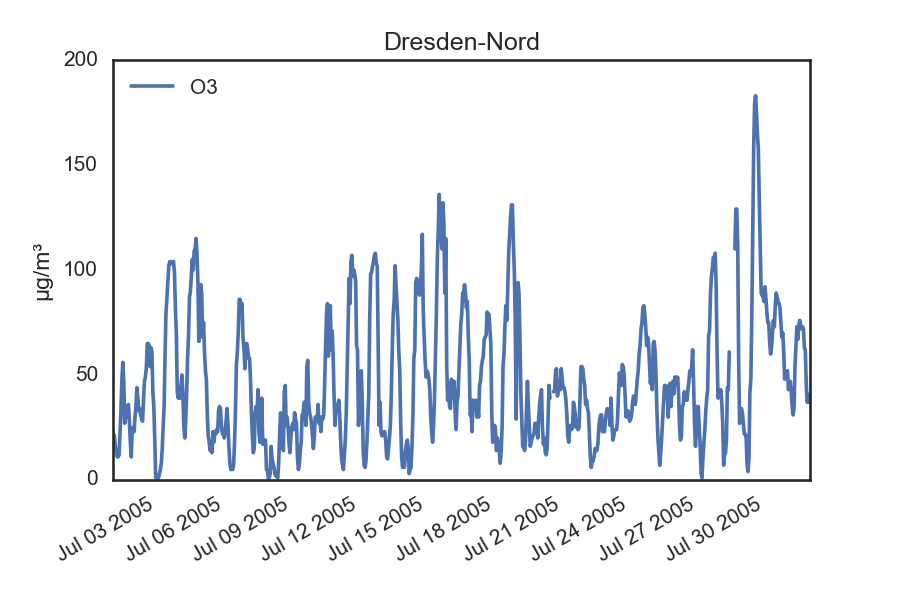 Dresden-Nord
200
O3
150
100
50
0
µg/m³
Jul 03 2005
Jul 06 2005
Jul 09 2005
Jul 12 2005
Jul 15 2005
Jul 18 2005
Jul 21 2005
Jul 24 2005
Jul 27 2005
Jul 30 2005